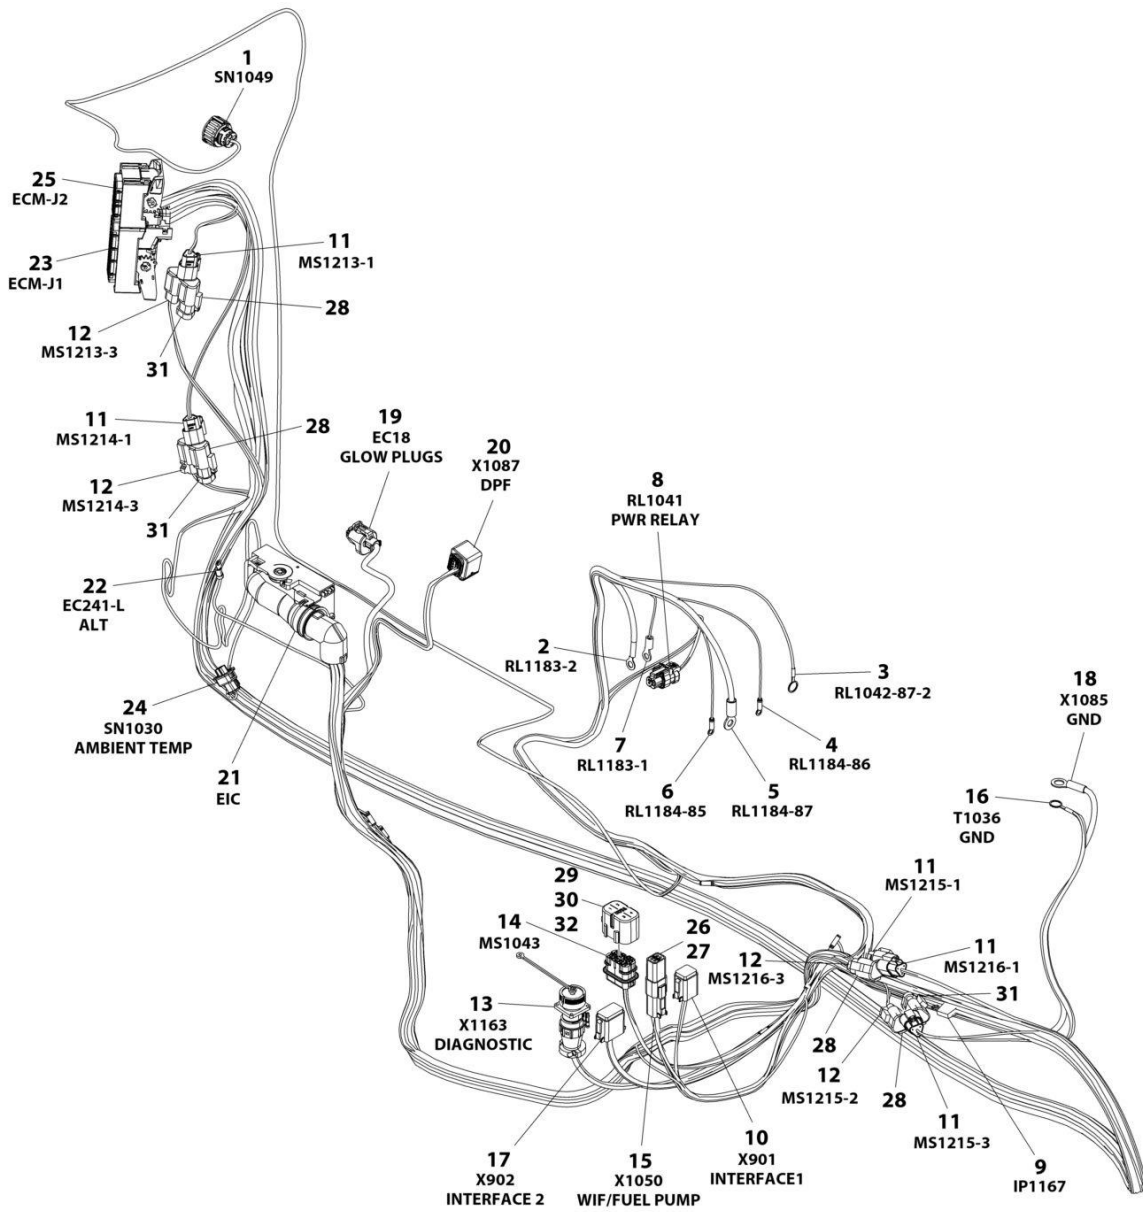 1
SN1049
25
ECM-J2
23
ECM-J1
11
MS1213-1
28
12
MS1213-3
31
11
MS1214-1
28
12
MS1214-3
31
19
EC18
GLOW PLUGS
20
X1087
DPF
8
RL1041
PWR RELAY
22
EC241-L
ALT
2
RL1183-2
3
RL1042-87-2
18
X1085
GND
24
SN1030
AMBIENT TEMP
21
EIC
7
RL1183-1
4
RL1184-86
6
RL1184-85
5
RL1184-87
16
T1036
GND
29
30
32
14
MS1043
26
27
11
MS1215-1
12
MS1216-3
11
MS1216-1
31
13
X1163
DIAGNOSTIC
28
12
MS1215-2
28
11
MS1215-3
17
X902
INTERFACE 2
15
X1050
WIF/FUEL PUMP
10
X901
INTERFACE1
9
IP1167